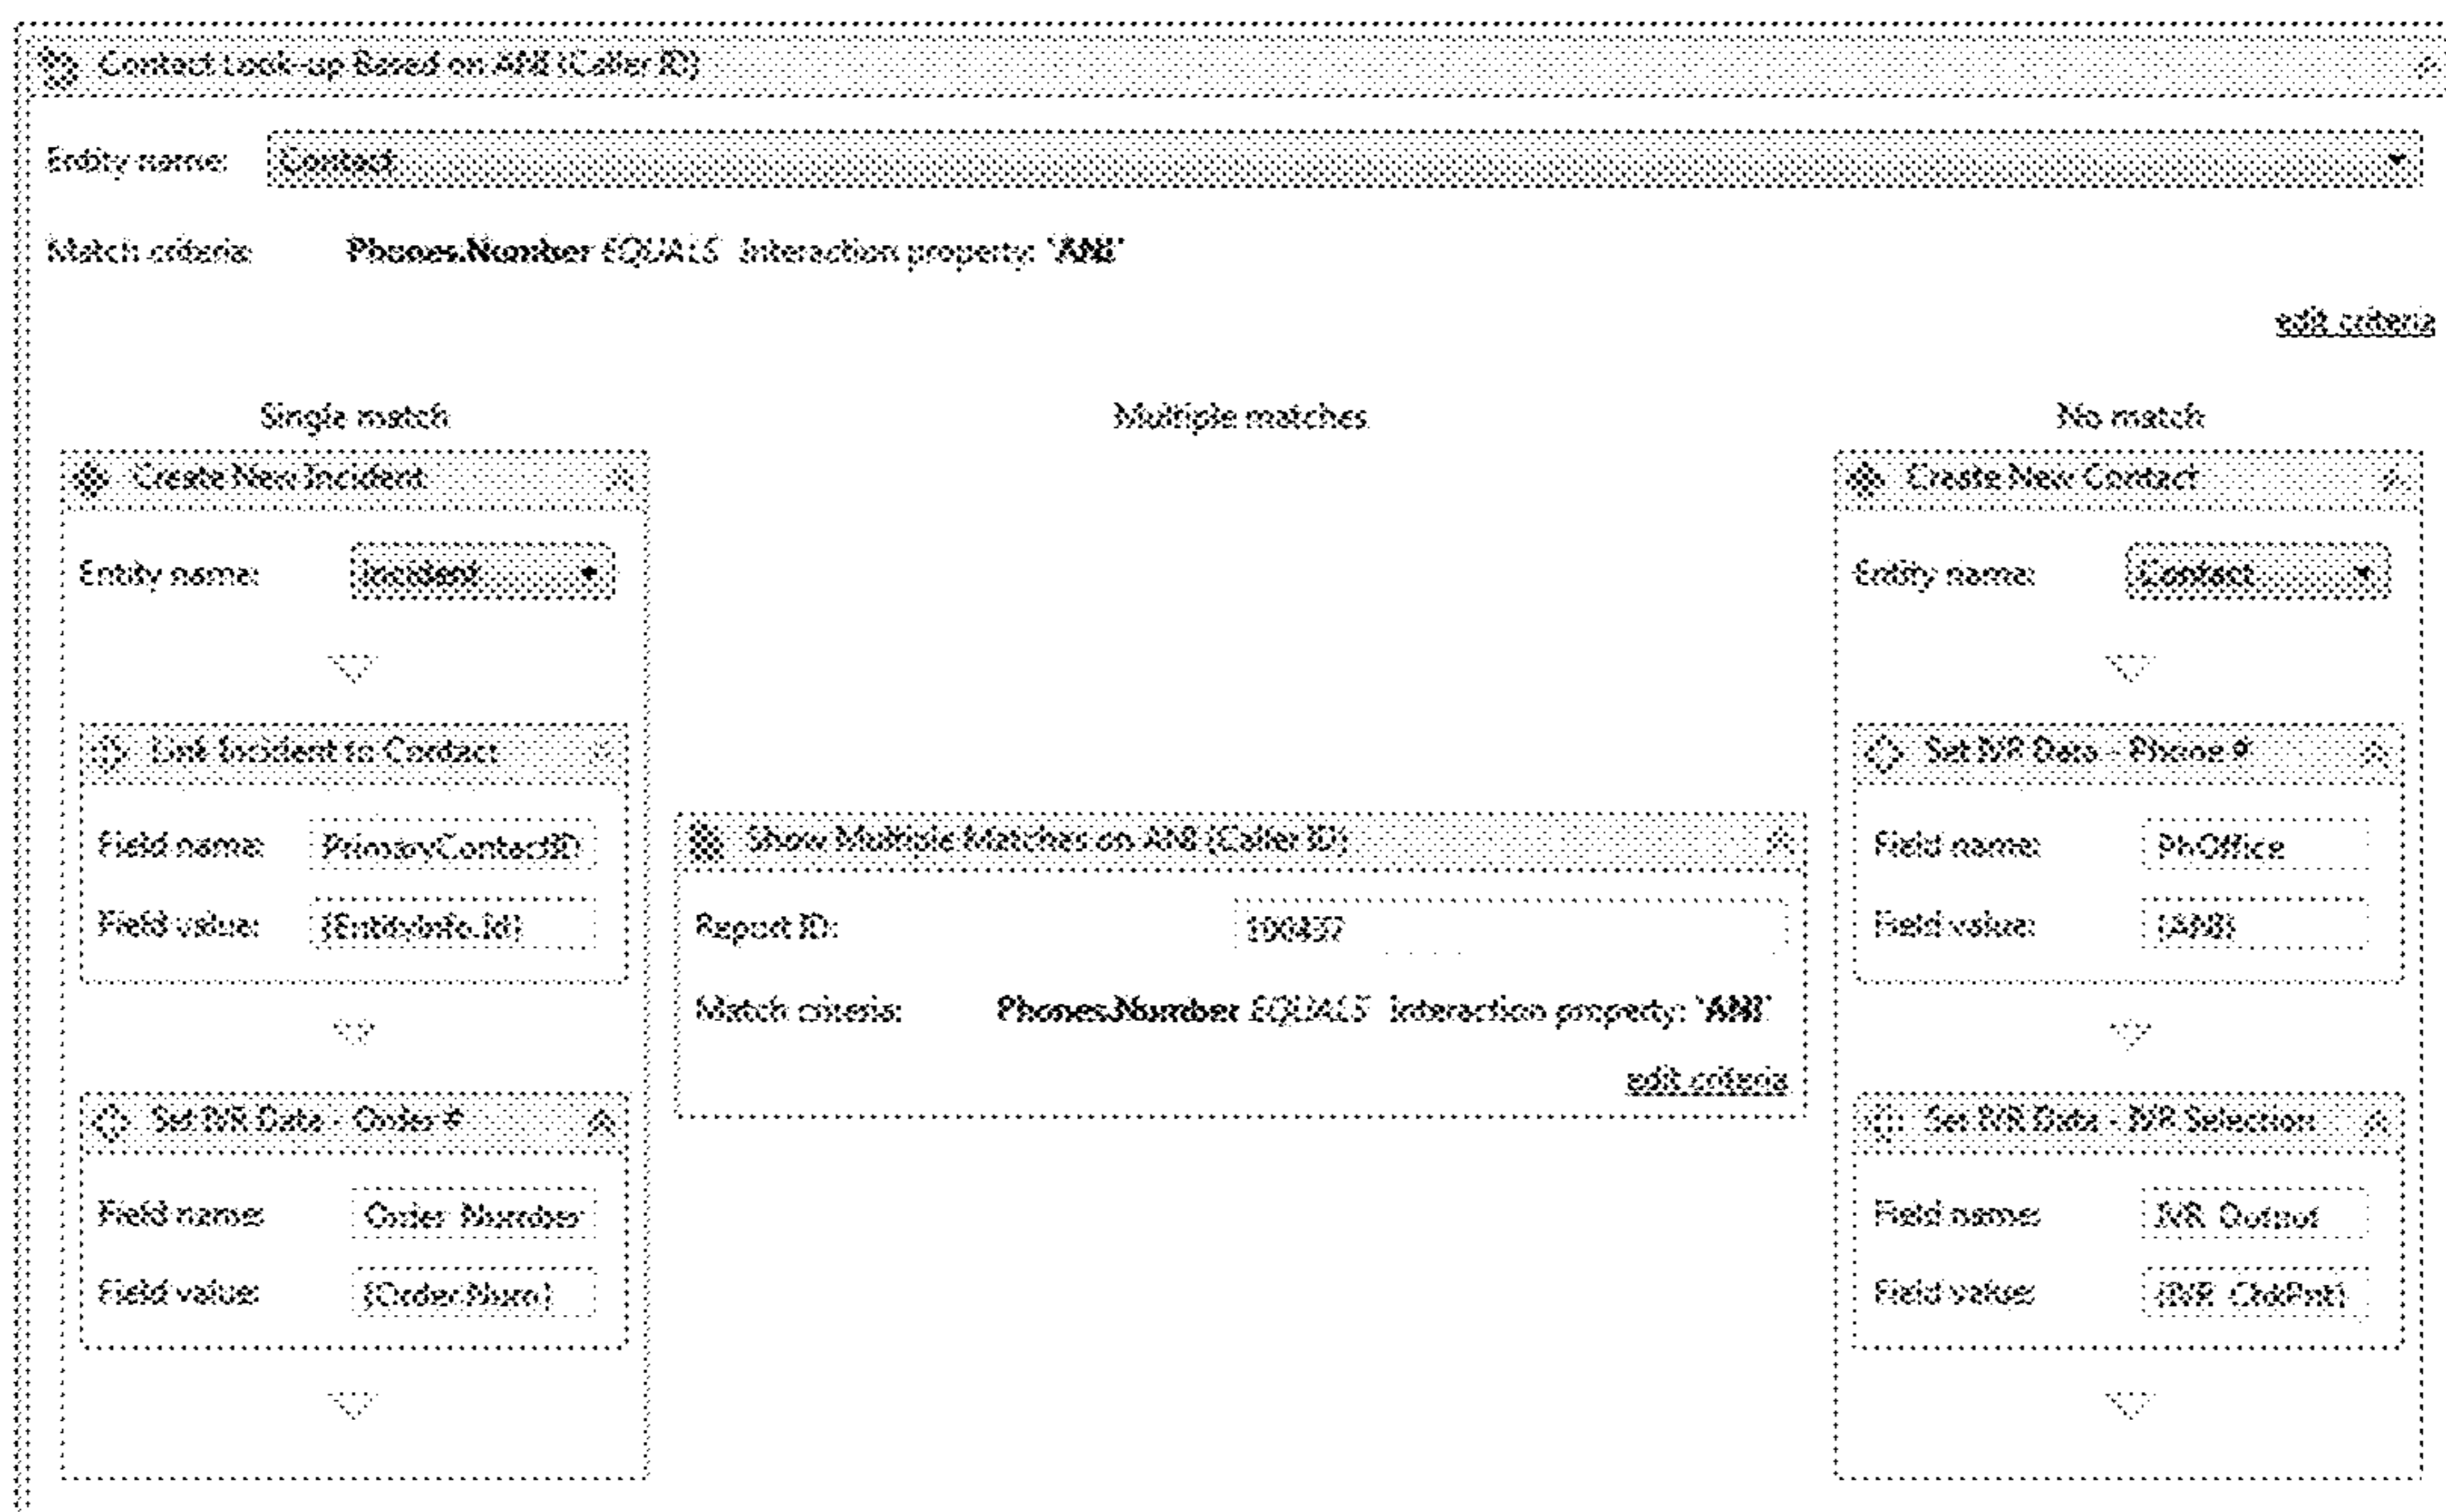 Contact Look-up Based on ANI (Caller ID)
Entity name: Contact
Match criteria: Phones.Number EQUALS Interaction property: 'ANI'
edit criteria
Single match
Create New Incident
Entity name: Incident
Link Incident to Contact
Field name: PrimaryContactID
Field value: {EntityInfo.Id}
Set IVR Data - Order #
Field name: Order Number
Field value:
Multiple matches
Show Multiple Matches on ANI (Caller ID)
Report ID:
Match criteria: Phones.Number EQUALS Interaction property: 'ANI'
edit criteria
No match
Create New Contact
Entity name: Contact
Set IVR Data - Phone #
Field name: PhOffice
Field value: {ANI}
Set IVR Data - IVR Selection
Field name: IVR Output
Field value: